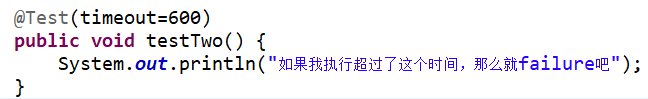 @Test(timeout=600)
public void testTwo() {
    System.out.println("如果我执行超过了这个时间，那么就failure吧");
}